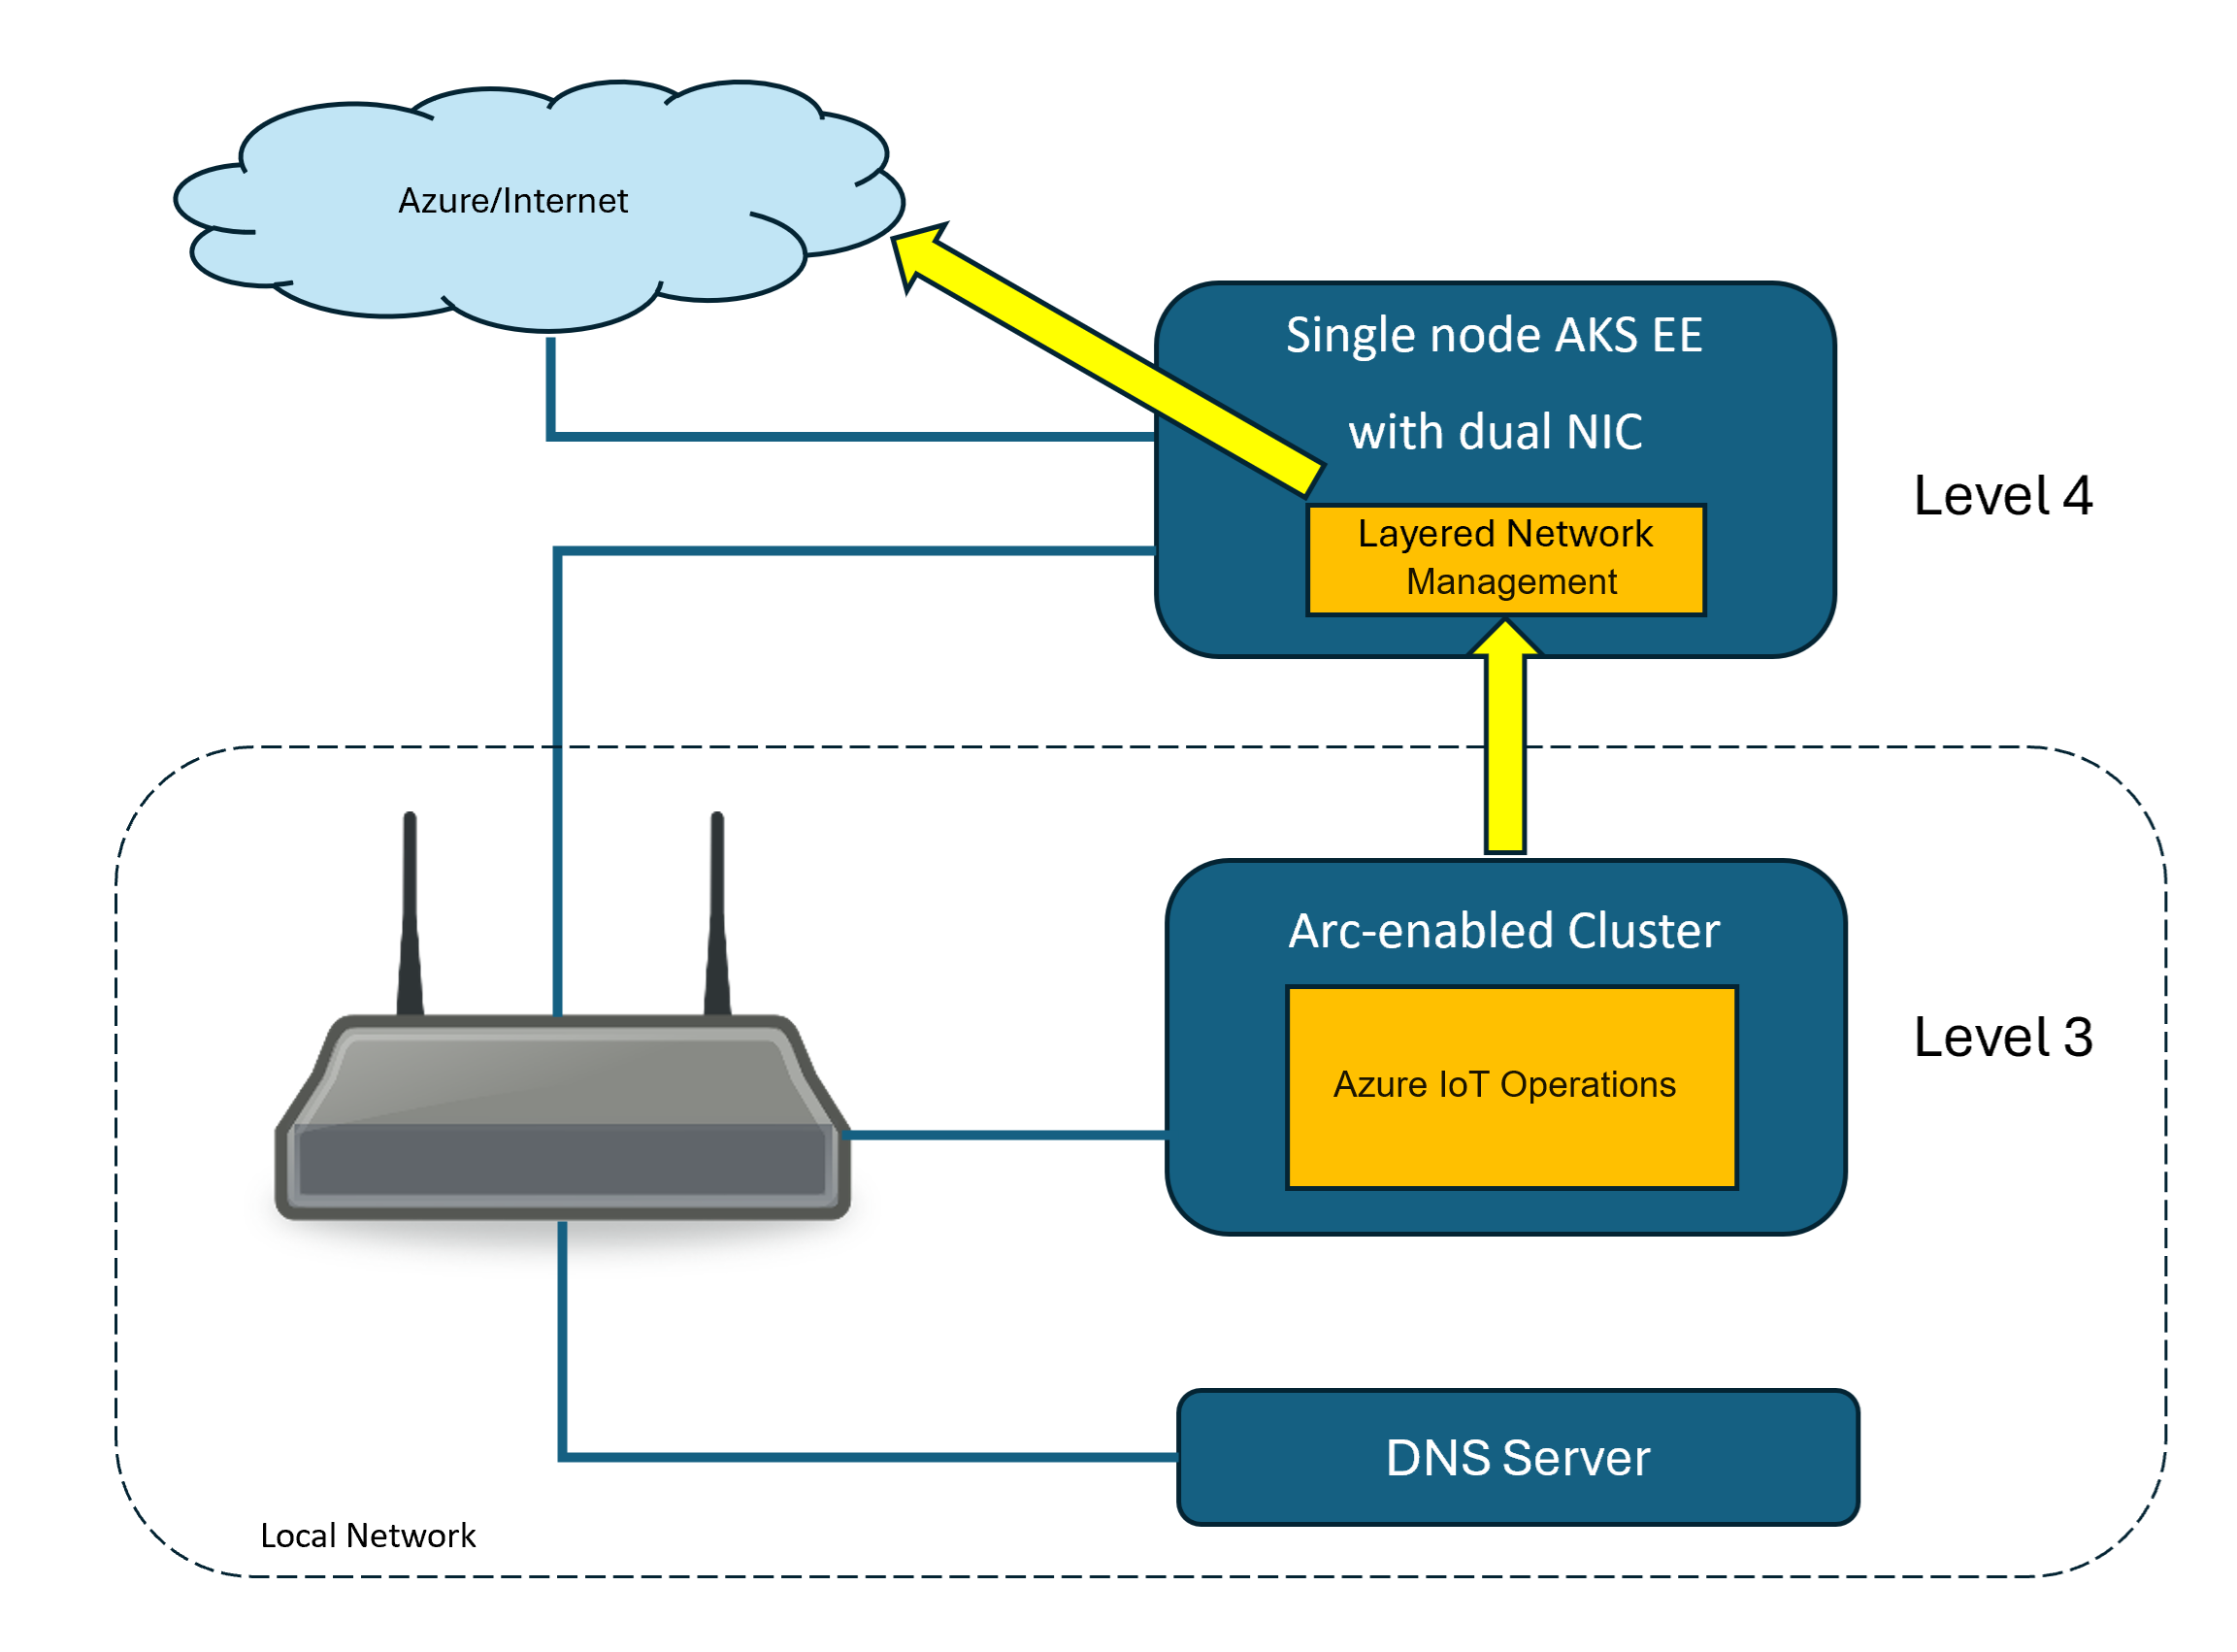 Azure/Internet
Single node AKS EE
with dual NIC
Layered Network
Management
Level 4
Arc-enabled Cluster
Azure IoT Operations
Level 3
DNS Server
Local Network